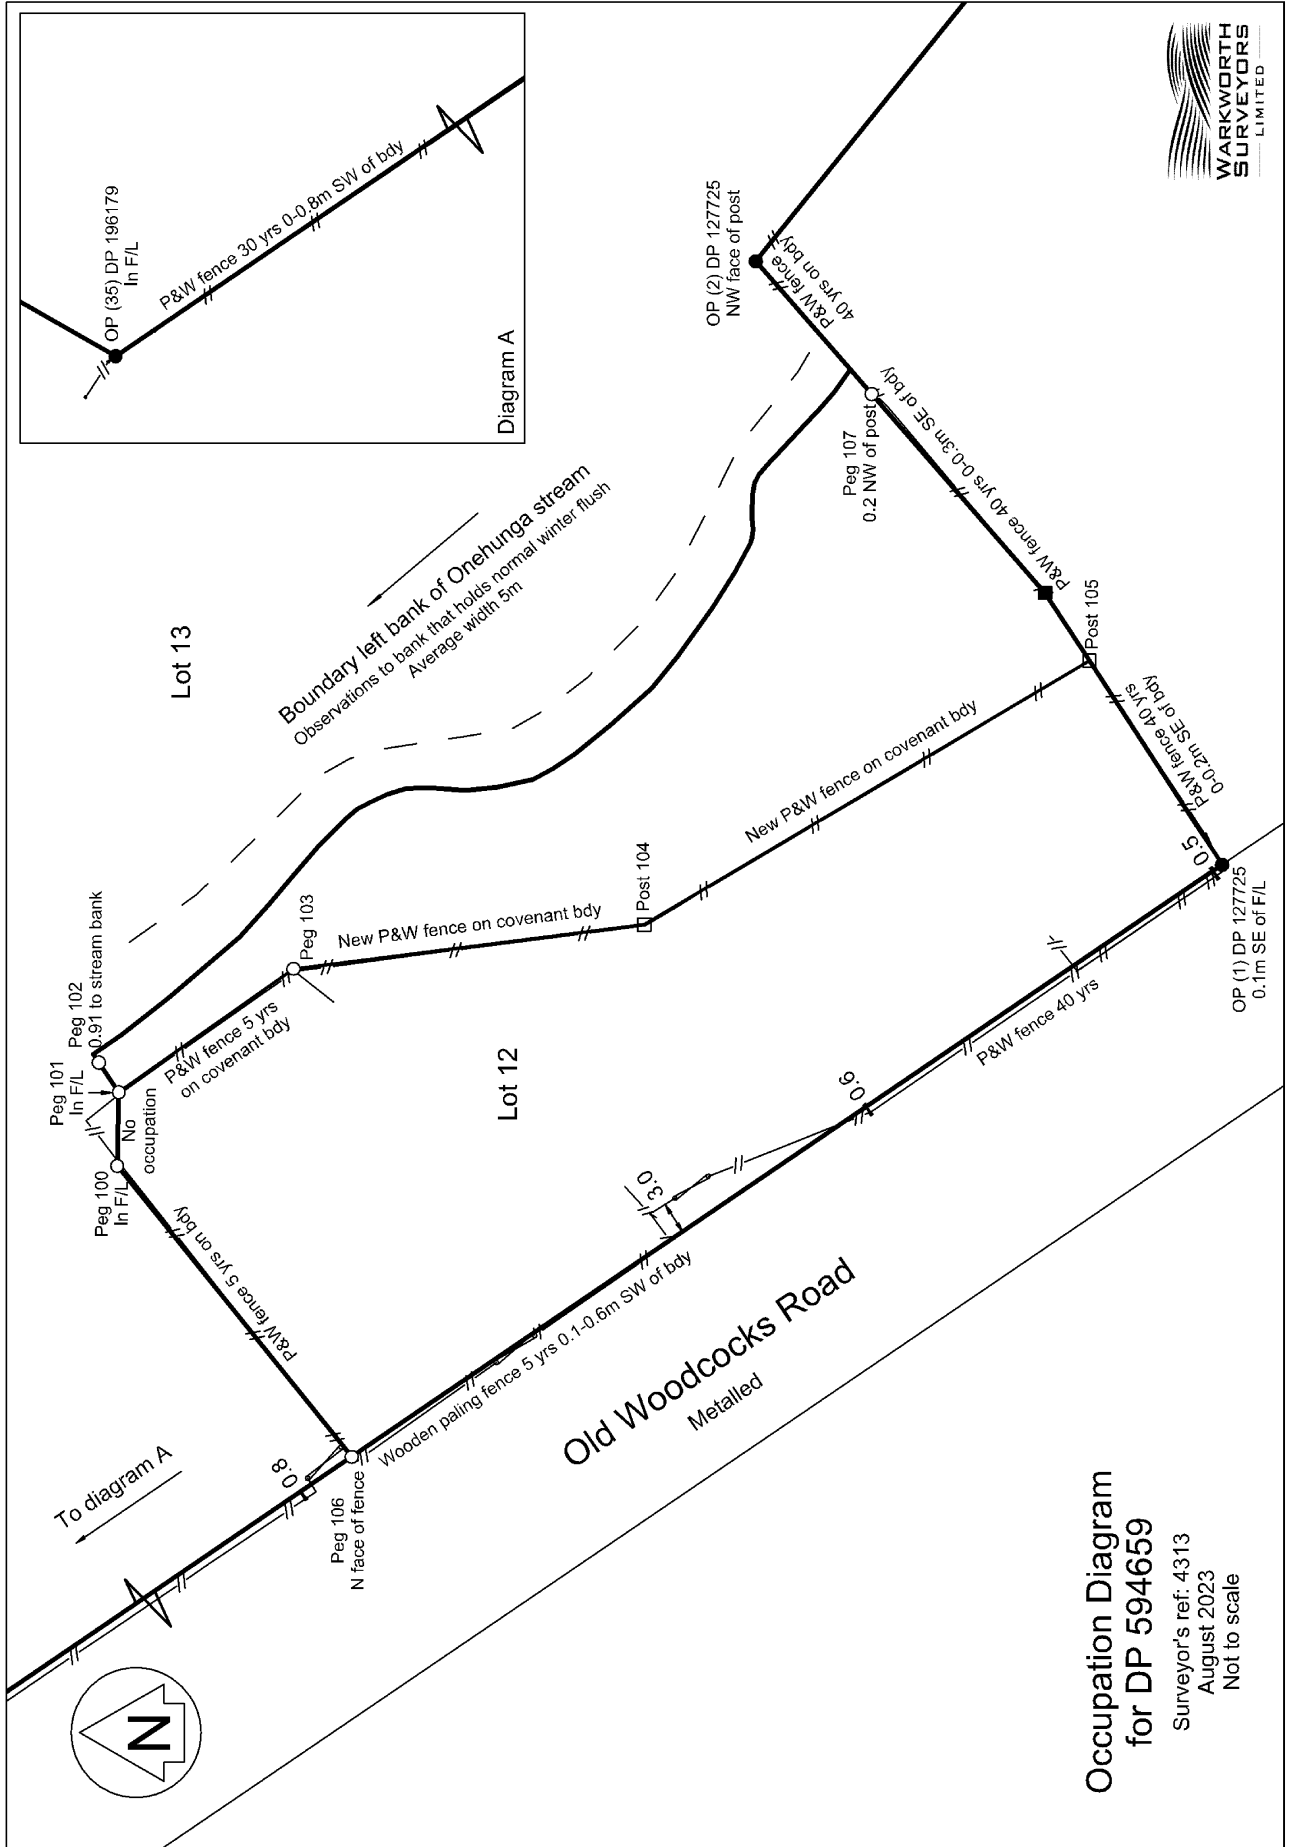 OP (35) DP 196179
In F/L
P&W fence 30 yrs 0-0.8m SW of bdy
Diagram A
WARKWORTH
SURVEYORS
LIMITED
OP (2) DP 127725
NW face of post
P&W fence
40 yrs on bdy
Peg 107
0.2 NW of post
P&W fence 40 yrs 0-0.3m SE of bdy
Post 105
P&W fence 40 yrs
0-0.2m SE of bdy
0.5
OP (1) DP 127725
0.1m SE of F/L
Lot 13
Boundary left bank of Onehunga stream
Observations to bank that holds normal winter flush
Average width 5m
New P&W fence on covenant bdy
Post 104
New P&W fence on covenant bdy
Peg 103
Peg 102
0.91 to stream bank
Peg 101
In F/L
P&W fence 5 yrs
on covenant bdy
No
occupation
Peg 100
In F/L
Lot 12
P&W fence 40 yrs
0.6
3.0
P&W fence 5 yrs on bdy
Wooden paling fence 5 yrs 0.1-0.6m SW of bdy
0.8
Peg 106
N face of fence
To diagram A
Old Woodcocks Road
Metalled
N
Occupation Diagram
for DP 594659
Surveyor's ref: 4313
August 2023
Not to scale